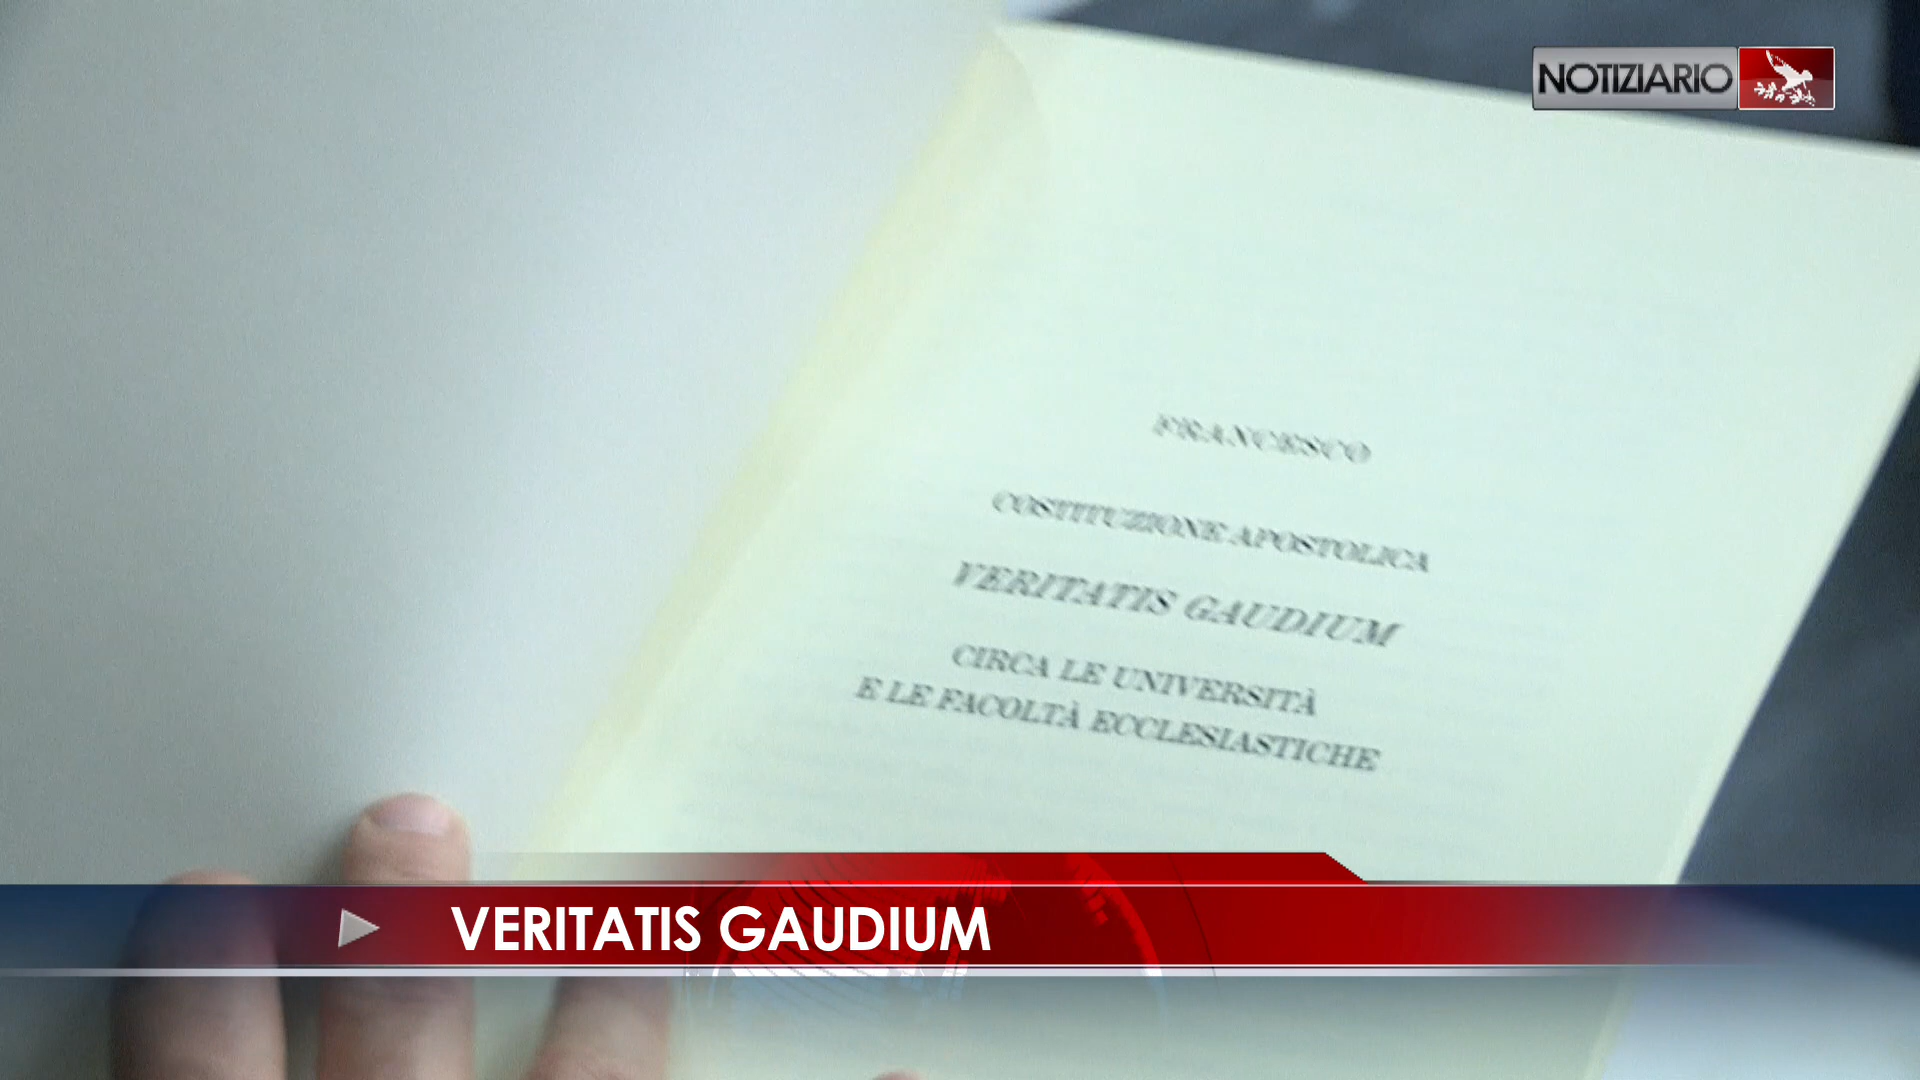 NOTIZIARIO
FRANCESCO
COSTITUZIONE APOSTOLICA
VERITATIS GAUDIUM
CIRCA LE UNIVERSITÀ
E LE FACOLTÀ ECCLESIASTICHE
VERITATIS GAUDIUM